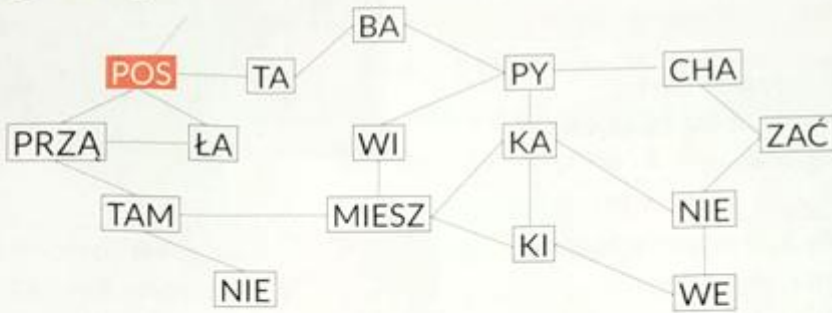 BA
POS TA PY CHA
PRZĄ ŁA WI KA ZAĆ
TAM MIESZ NIE
KI
NIE WE